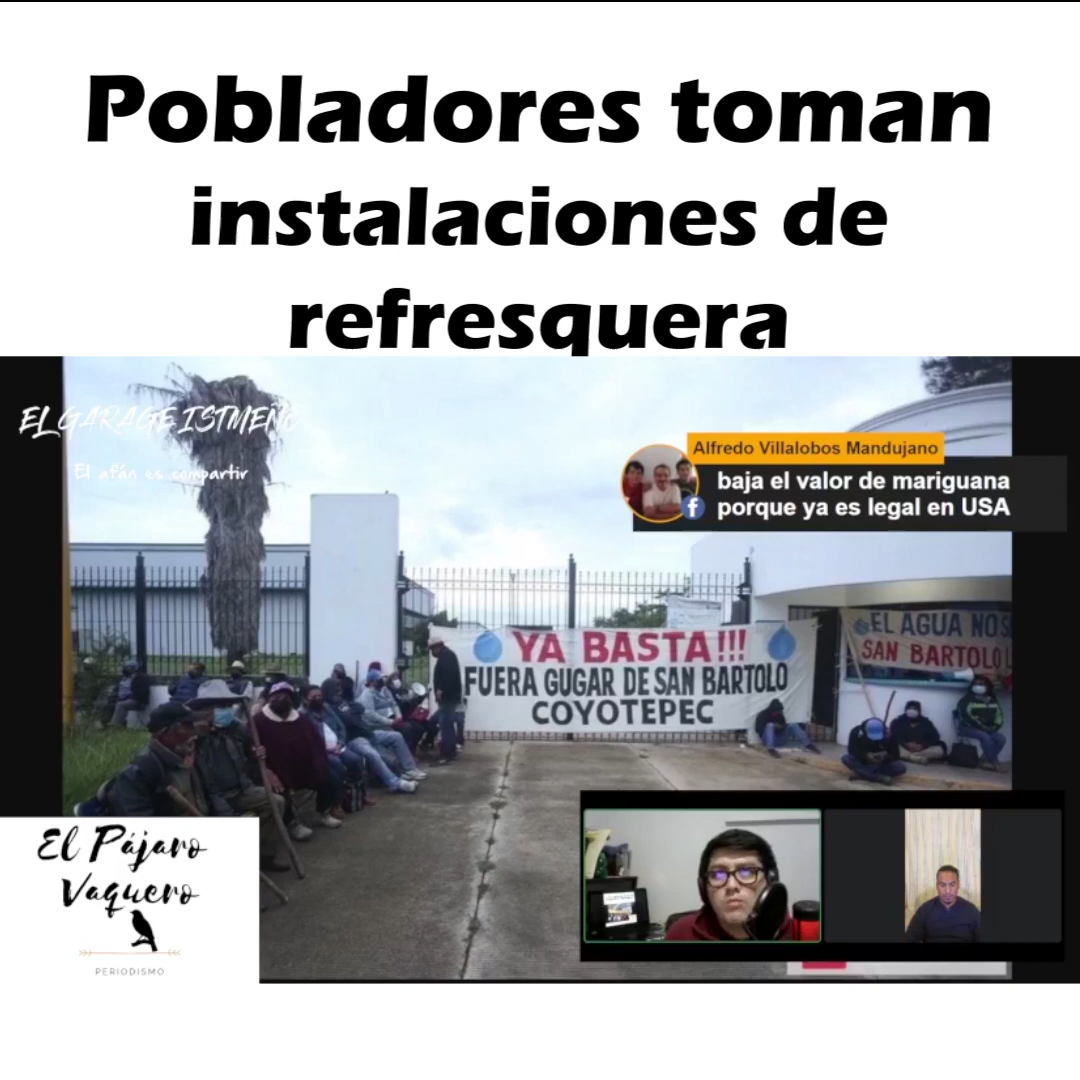 Pobladores toman
instalaciones de
refresquera
EL GARAGE ISTMEÑO
El afán es compartir
Alfredo Villalobos Mandujano
baja el valor de mariguana
porque ya es legal en USA
YA BASTA!!!
FUERA GUGAR DE SAN BARTOLO
COYOTEPEC
EL AGUA NOS
SAN BARTOLO
El Pájaro
Vaquero
PERIODISMO